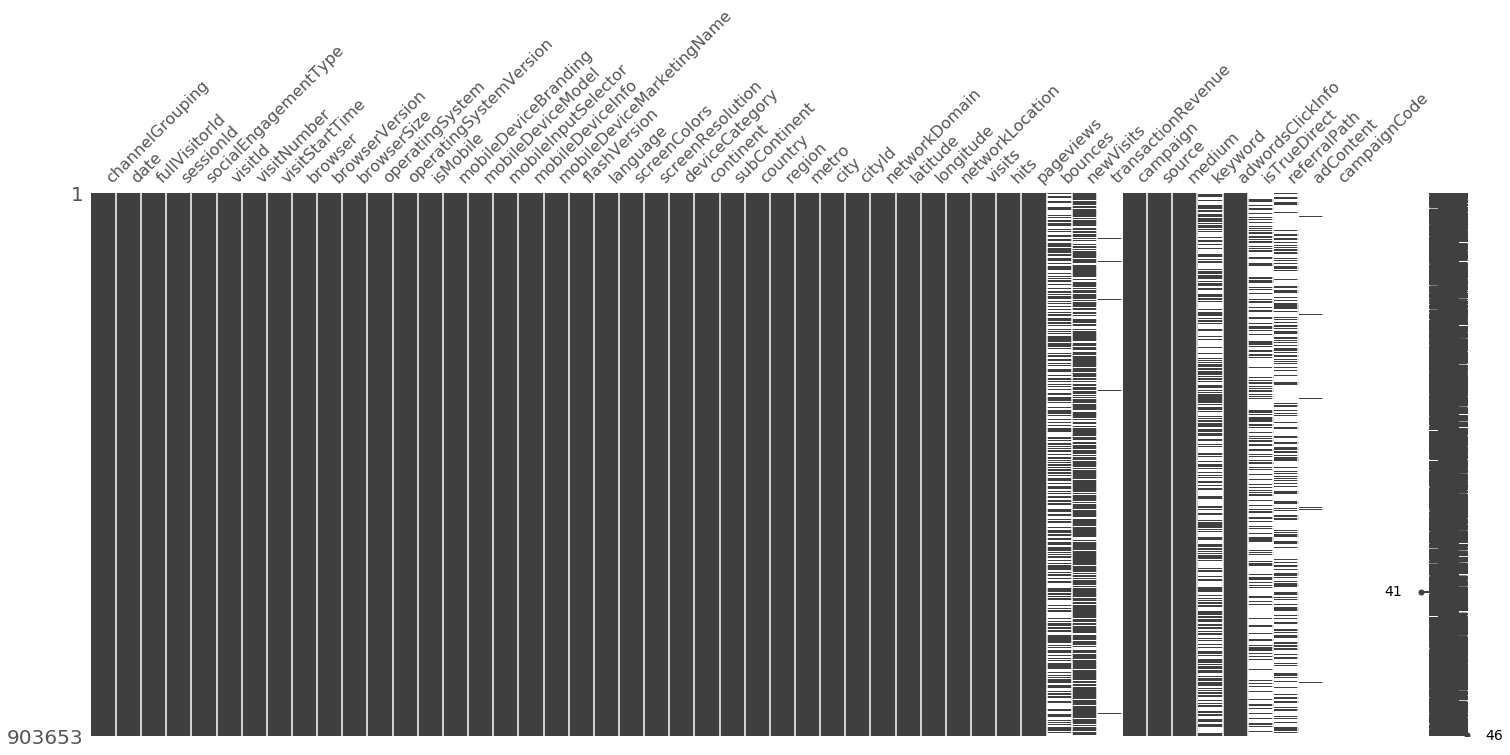 channelGrouping
date
fullVisitorId
sessionId
socialEngagementType
visitId
visitNumber
visitStartTime
browser
browserVersion
browserSize
operatingSystem
operatingSystemVersion
isMobile
mobileDeviceBranding
mobileDeviceModel
mobileInputSelector
mobileDeviceInfo
mobileDeviceMarketingName
flashVersion
language
screenColors
screenResolution
deviceCategory
continent
subContinent
country
region
metro
city
cityId
networkDomain
latitude
longitude
networkLocation
visits
hits
pageviews
bounces
newVisits
transactionRevenue
campaign
source
medium
keyword
adwordsClickInfo
isTrueDirect
referralPath
adContent
campaignCode
1
41
903653
46